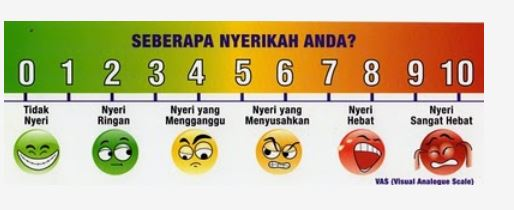 SEBERAPA NYERIKAH ANDA?
0 1 2 3 4 5 6 7 8 9 10
Tidak
Nyeri
Nyeri
Ringan
Nyeri yang
Mengganggu
Nyeri yang
Menyusahkan
Nyeri
Hebat
Nyeri
Sangat Hebat
VAS (Visual Analogue Scale)